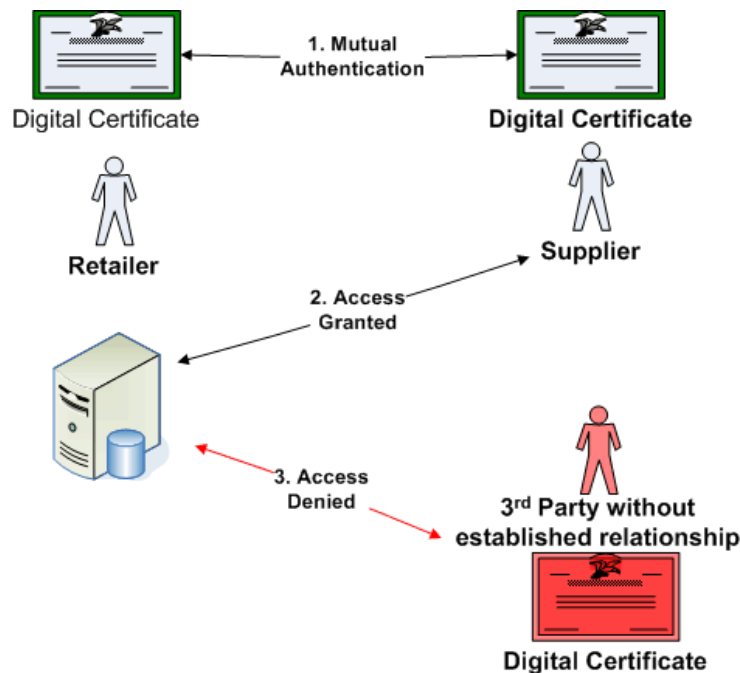 1. Mutual
Authentication
Digital Certificate
Digital Certificate
Retailer
Supplier
2. Access
Granted
3. Access
Denied
3rd Party without
established relationship
Digital Certificate